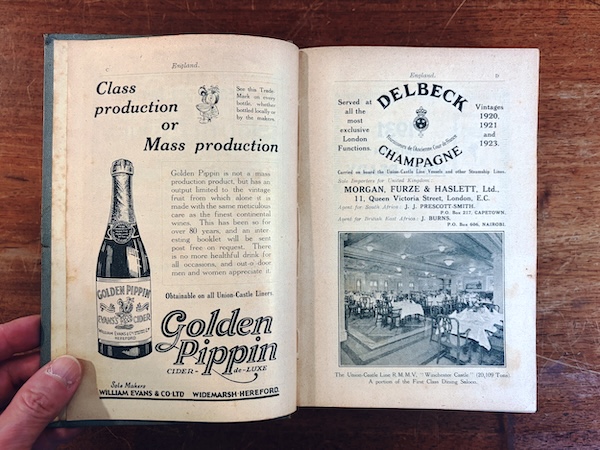 C
England.
Class
production
or
Mass production
See this Trade
Mark on every
bottle, whether
bottled locally or
by the makers.
Golden Pippin is not a mass
production product, but has an
output limited to the vintage
fruit from which alone it is
made with the same meticulous
care as the finest continental
wines. This has been so for
over 80 years, and an inter-
esting booklet will be sent
post free on request. There
is no more healthful drink for
all occasions, and out o' door
men and women appreciate it.
Obtainable on all Union-Castle Liners.
GOLDEN PIPPIN
EVANS'S CIDER
HEREFORD.
Golden
Pippin
CIDER- de-LUXE
Sole Makers
WILLIAM EVANS & CO LTD WIDEMARSH-HEREFORD.
England.
D
Served at
all the
most
exclusive
London
Functions.
DELBECK
CHAMPAGNE
Vintages
1920,
1921
and
1923.
Carried on board the Union-Castle Line Vessels and other Steamship Lines.
Sole Importers for United Kingdom:
MORGAN, FURZE & HASLETT, Ltd.,
11, Queen Victoria Street, London, E.C.
Agent for South Africa: J. J. PRESCOTT-SMITH.
P.O. Box 217, CAPETOWN.
Agent for British East Africa: J. BURNS.
P.O. Box 606, NAIROBI.
The Union-Castle Line R.M.M.V. "Winchester Castle." (20,109 Tons)
A portion of the First Class Dining Saloon.